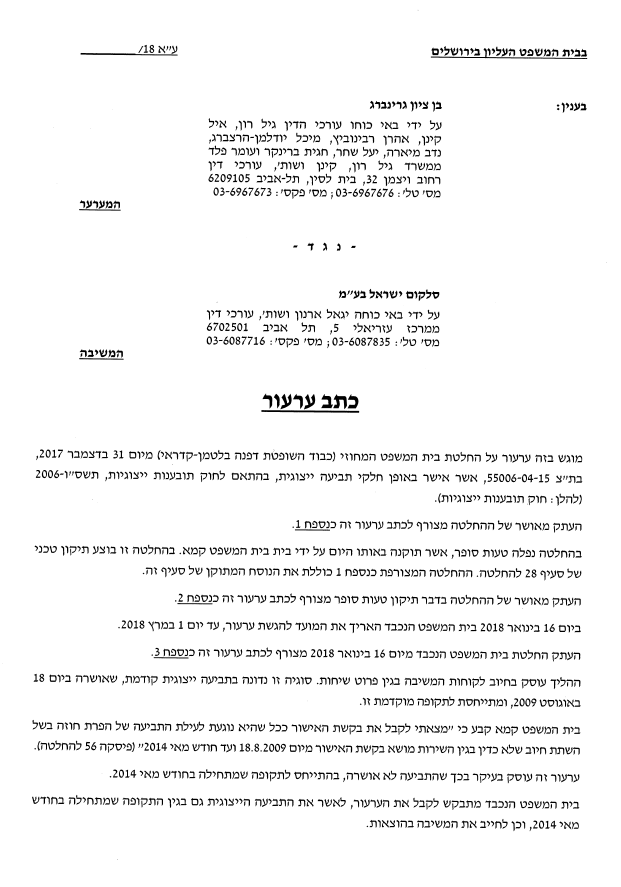 בבית המשפט העליון בירושלים
ע״א 18/
בענין:
בן ציון גרינברג
על ידי באי כוחו עורכי הדין גיל רון, איל
קינן, אהרן רבינוביץ, מיכל יודלמן-הרצברג,
נדב מיארה, יעל שחר, חגית ברינקר ועומר פלד
ממשרד גיל רון, קינן ושות׳, עורכי דין
רחוב ויצמן 32, בית לסין, תל-אביב 6209105
מס׳ טל׳: 03-6967676; מס׳ פקס׳: 03-6967673
המערער
- נ ג ד -
סלקום ישראל בע״מ
על ידי באי כוחה יגאל ארנון ושות׳, עורכי דין
ממרכז עזריאלי 5, תל אביב 6702501
מס׳ טל׳: 03-6087835; מס׳ פקס׳: 03-6087716
המשיבה
כתב ערעור
מוגש בזה ערעור על החלטת בית המשפט המחוזי (כבוד השופטת דפנה בלטמן-קדראי) מיום 31 בדצמבר 2017,
בת״צ 55006-04-15, אשר אישר באופן חלקי תביעה ייצוגית, בהתאם לחוק תובענות ייצוגיות, תשס״ו-2006
(להלן: חוק תובענות ייצוגיות).
העתק מאושר של ההחלטה מצורף לכתב ערעור זה כנספח 1.
בהחלטה נפלה טעות סופר, אשר תוקנה באותו היום על ידי בית בית המשפט קמא. בהחלטה זו בוצע תיקון טכני
של סעיף 28 להחלטה. ההחלטה המצורפת כנספח 1 כוללת את הנוסח המתוקן של סעיף זה.
העתק מאושר של ההחלטה בדבר תיקון טעות סופר מצורף לכתב ערעור זה כנספח 2.
ביום 16 בינואר 2018 בית המשפט הנכבד האריך את המועד להגשת ערעור, עד יום 1 במרץ 2018.
העתק החלטת בית המשפט הנכבד מיום 16 בינואר 2018 מצורף לכתב ערעור זה כנספח 3.
ההליך עוסק בחיוב לקוחות המשיבה בגין פרוט שיחות. סוגיה זו נדונה בתביעה ייצוגית קודמת, שאושרה ביום 18
באוגוסט 2009, ומתייחסת לתקופה מוקדמת זו.
בית המשפט קמא קבע כי ״מצאתי לקבל את בקשת האישור ככל שהיא נוגעת לעילת התביעה של הפרת חוזה בשל
השתת חיוב שלא כדין בגין השירות מושא בקשת האישור מיום 18.8.2009 ועד חודש מאי 2014״ (פיסקה 56 להחלטה).
ערעור זה עוסק בעיקר בכך שהתביעה לא אושרה, בהתייחס לתקופה שמתחילה בחודש מאי 2014.
בית המשפט הנכבד מתבקש לקבל את הערעור, לאשר את התביעה הייצוגית גם בגין התקופה שמתחילה בחודש
מאי 2014, וכן לחייב את המשיבה בהוצאות.